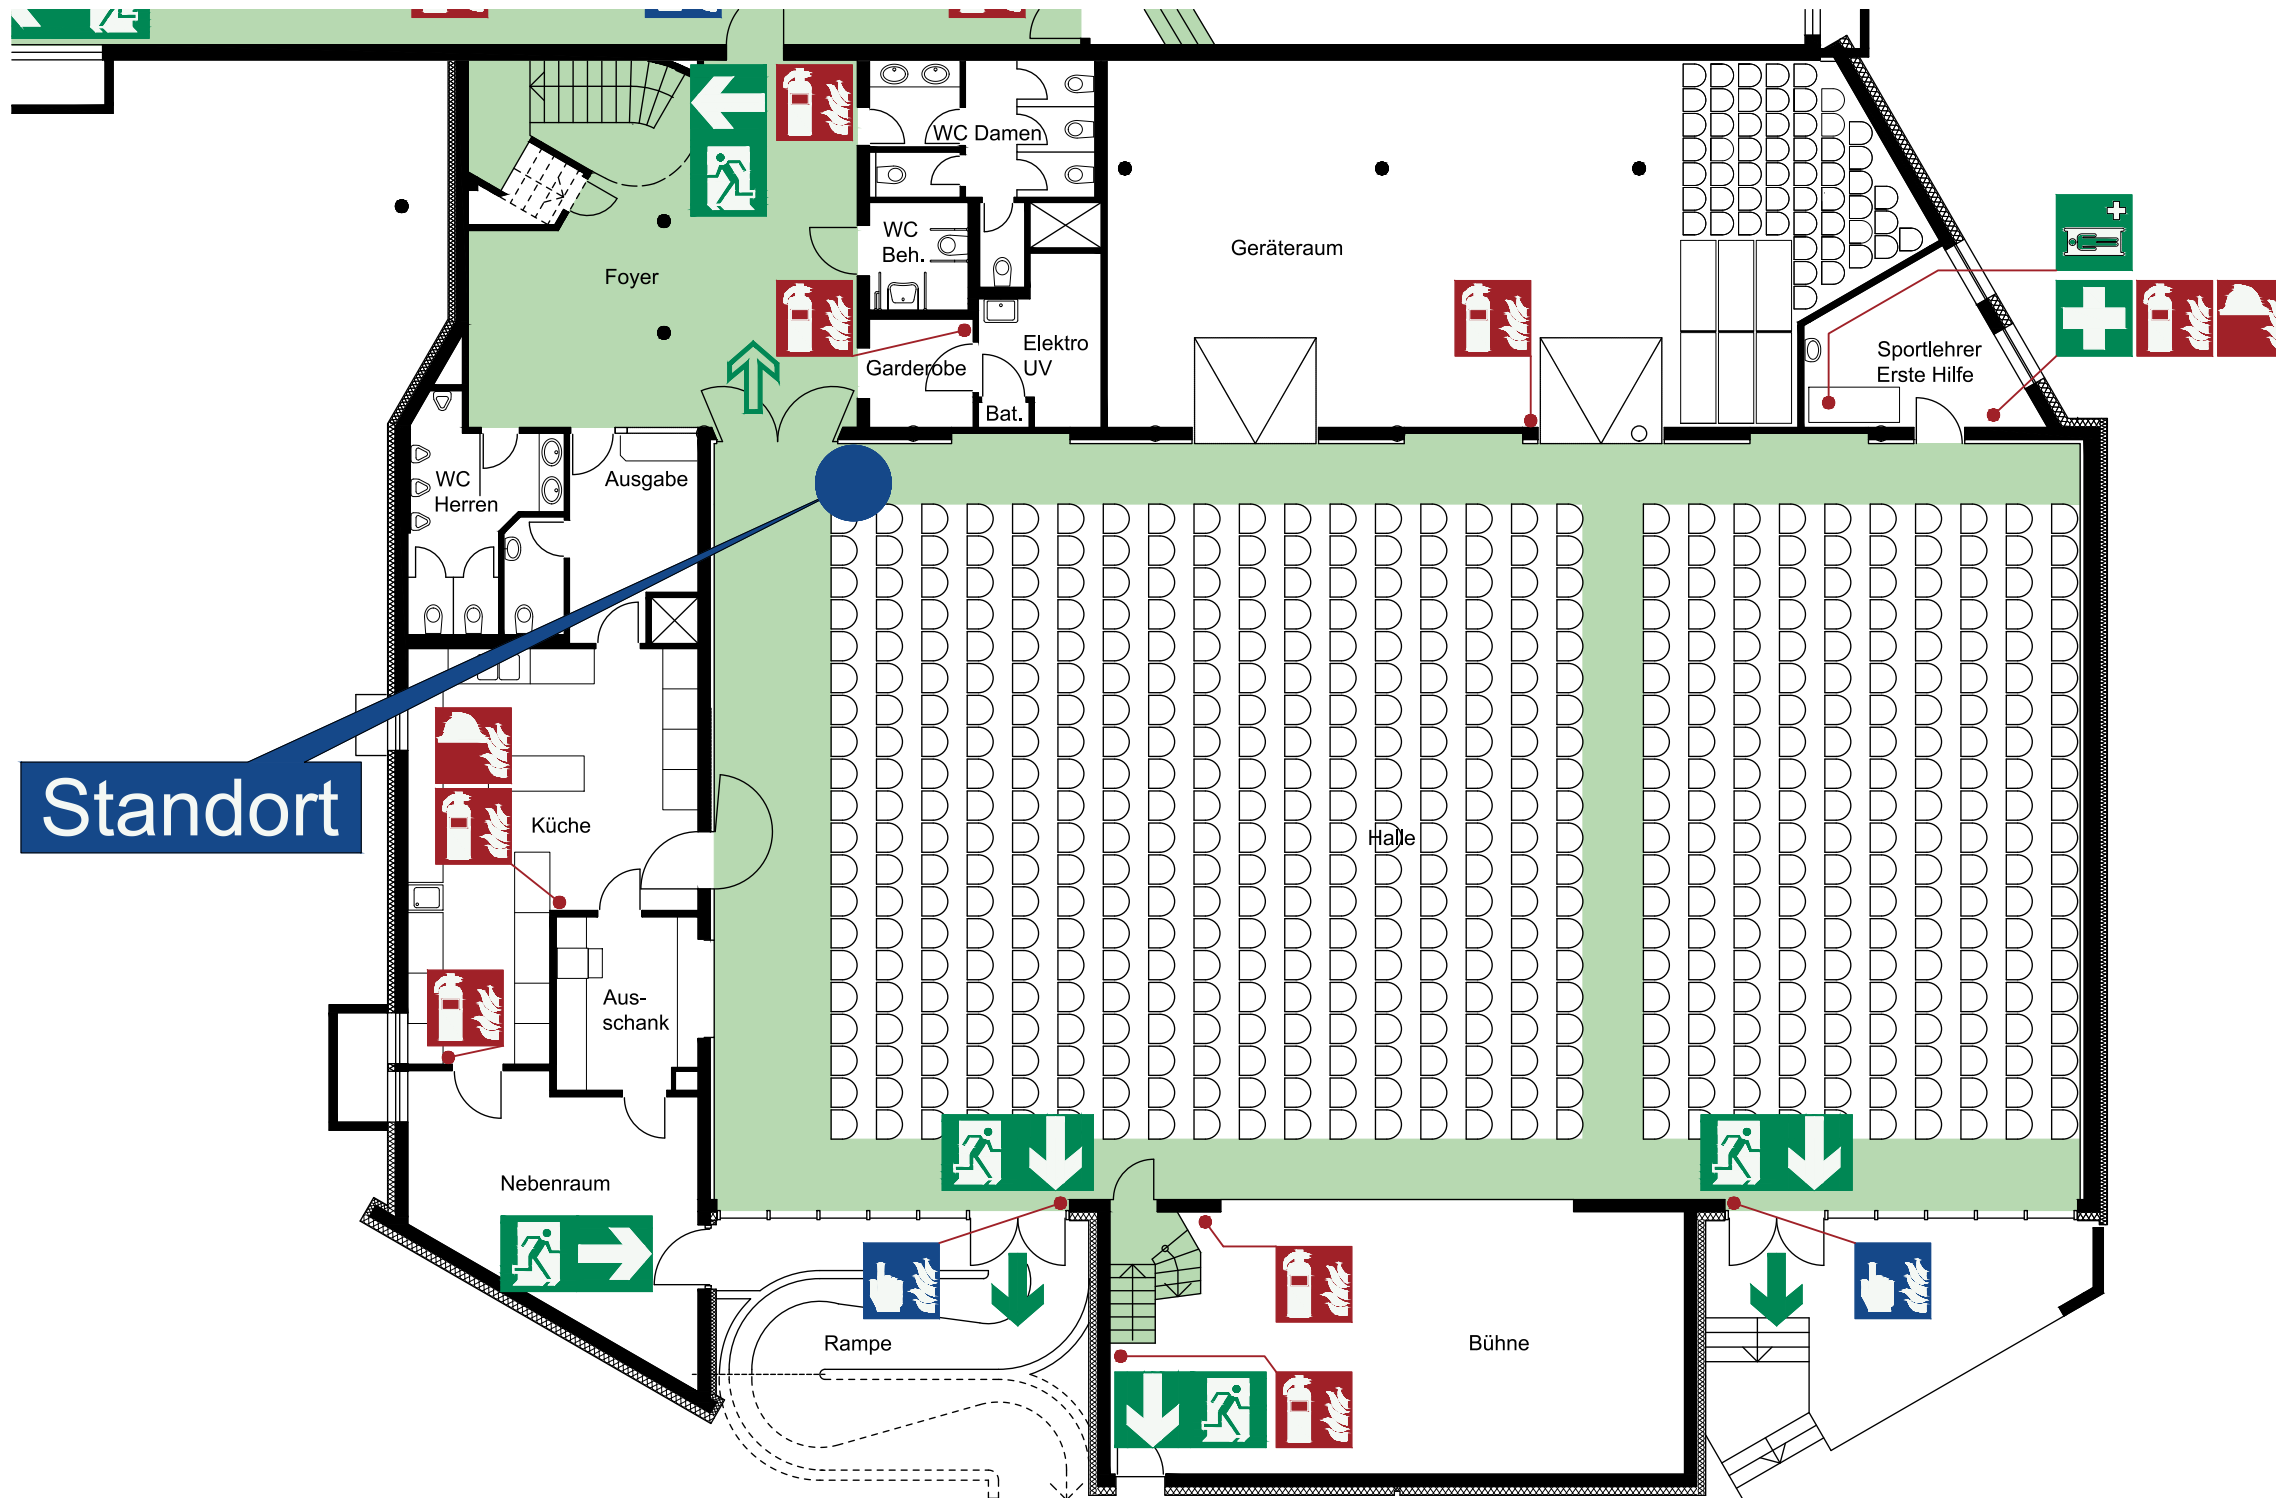 WC Damen
WC
Beh.
Geräteraum
Foyer
Elektro
UV
Garderobe
Bat.
Sportlehrer
Erste Hilfe
WC
Herren
Ausgabe
Standort
Küche
Halle
Aus-
schank
Nebenraum
Rampe
Bühne